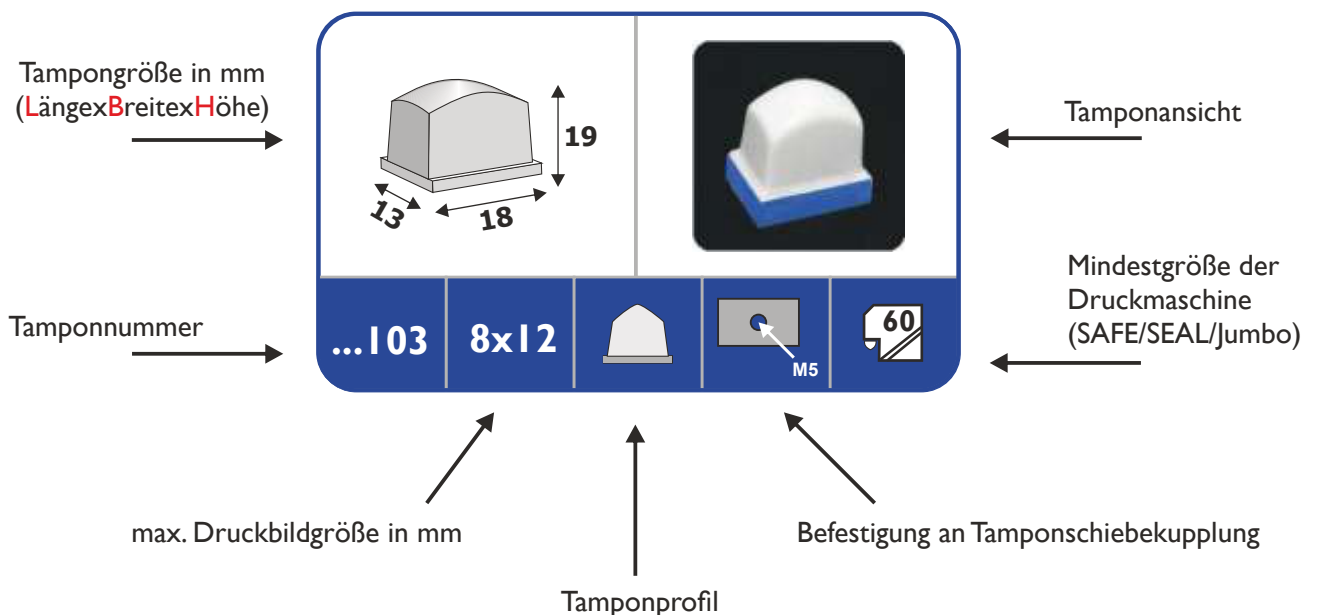 Tampongröße in mm
(LängexBreitexHöhe)
19
13
18
Tamponansicht
Mindestgröße der
Druckmaschine
(SAFE/SEAL/Jumbo)
Tamponnummer
...103
8x12
M5
60
max. Druckbildgröße in mm
Befestigung an Tamponschiebekupplung
Tamponprofil